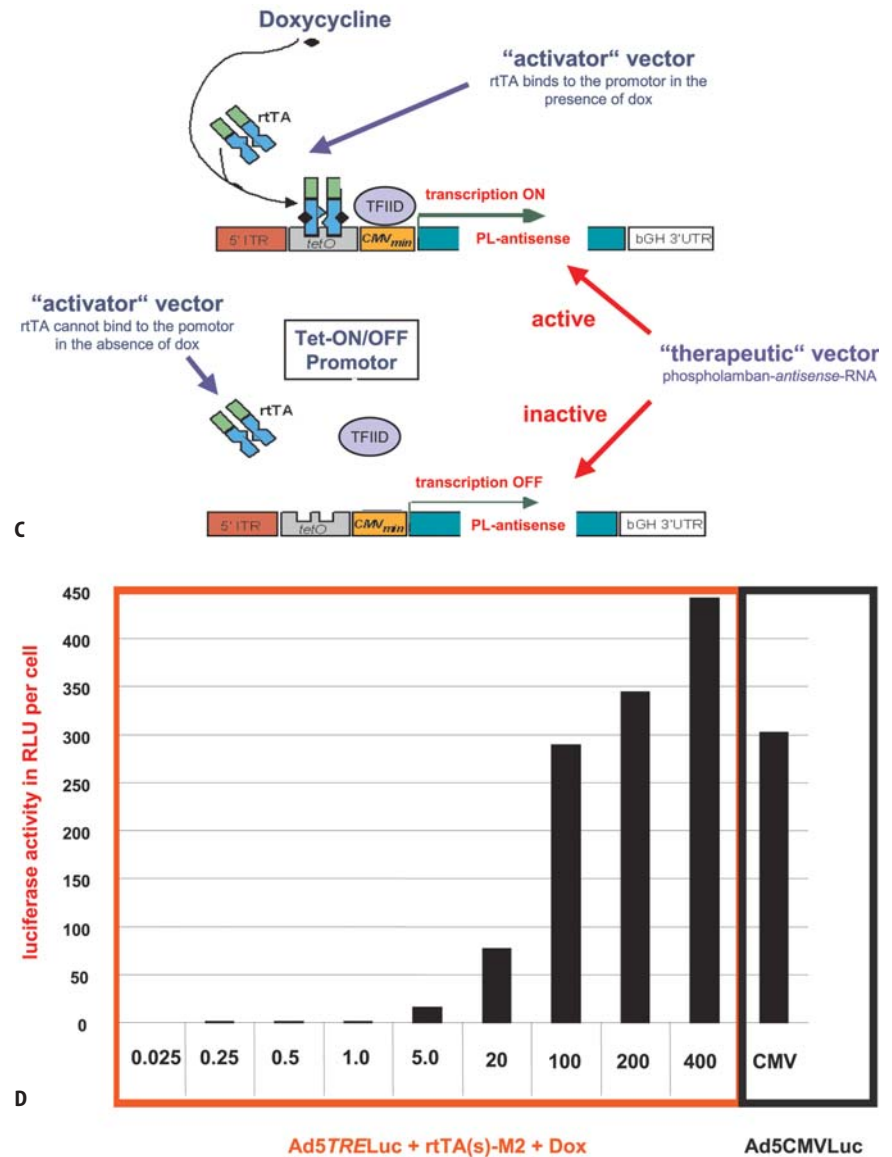 Doxycycline
“activator“ vector
rtTA binds to the promotor in the
presence of dox
rtTA
TFIID
transcription ON
5' ITR
tetO
CMVmin
PL-antisense
bGH 3'UTR
“activator“ vector
rtTA cannot bind to the pomotor
in the absence of dox
Tet-ON/OFF
Promotor
active
“therapeutic“ vector
phospholamban-antisense-RNA
inactive
rtTA
TFIID
transcription OFF
5' ITR
tetO
CMVmin
PL-antisense
bGH 3'UTR
C
luciferase activity in RLU per cell
450
400
350
300
250
200
150
100
50
0
0.025 0.25 0.5 1.0 5.0 20 100 200 400 CMV
D
Ad5TRELuc + rtTA(s)-M2 + Dox
Ad5CMVLuc